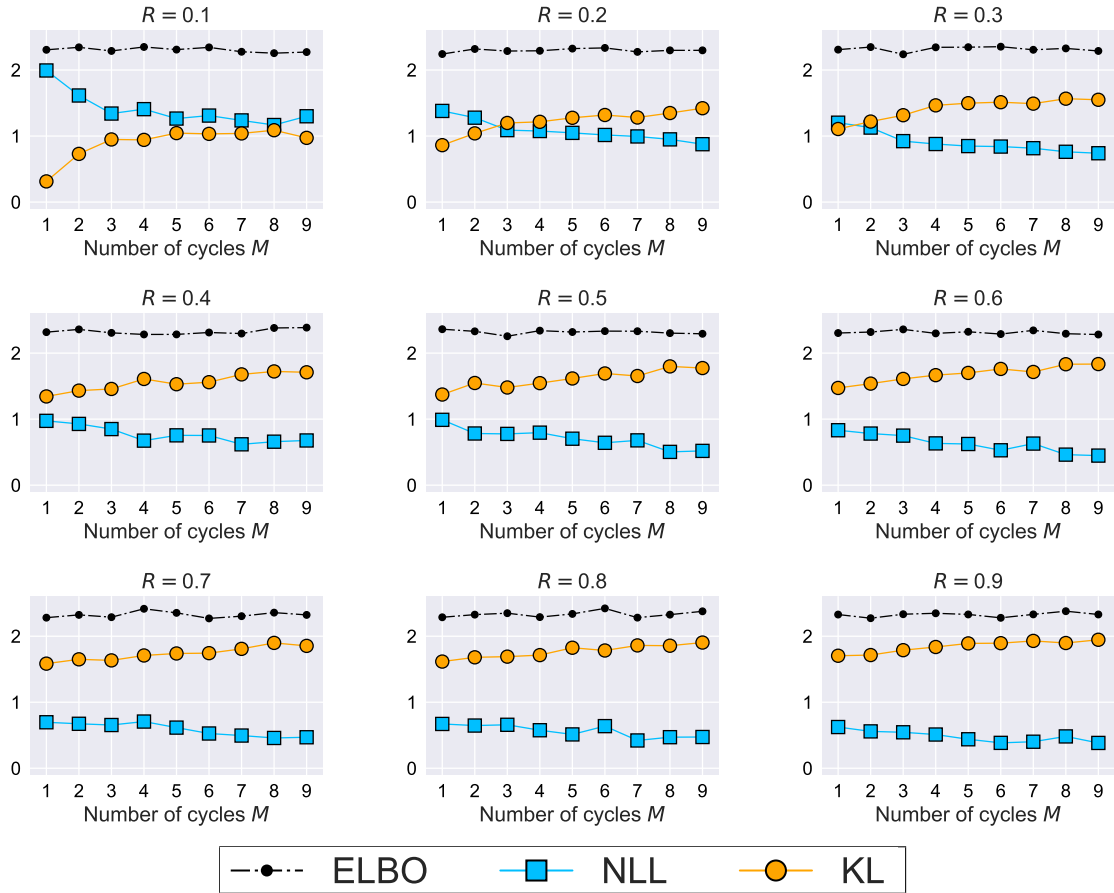 R = 0.1
R = 0.2
R = 0.3
2
1
0
2
1
0
2
1
0
1 2 3 4 5 6 7 8 9
1 2 3 4 5 6 7 8 9
1 2 3 4 5 6 7 8 9
Number of cycles M
Number of cycles M
Number of cycles M
R = 0.4
R = 0.5
R = 0.6
2
1
0
2
1
0
2
1
0
1 2 3 4 5 6 7 8 9
1 2 3 4 5 6 7 8 9
1 2 3 4 5 6 7 8 9
Number of cycles M
Number of cycles M
Number of cycles M
R = 0.7
R = 0.8
R = 0.9
2
1
0
2
1
0
2
1
0
1 2 3 4 5 6 7 8 9
1 2 3 4 5 6 7 8 9
1 2 3 4 5 6 7 8 9
Number of cycles M
Number of cycles M
Number of cycles M
ELBO NLL KL